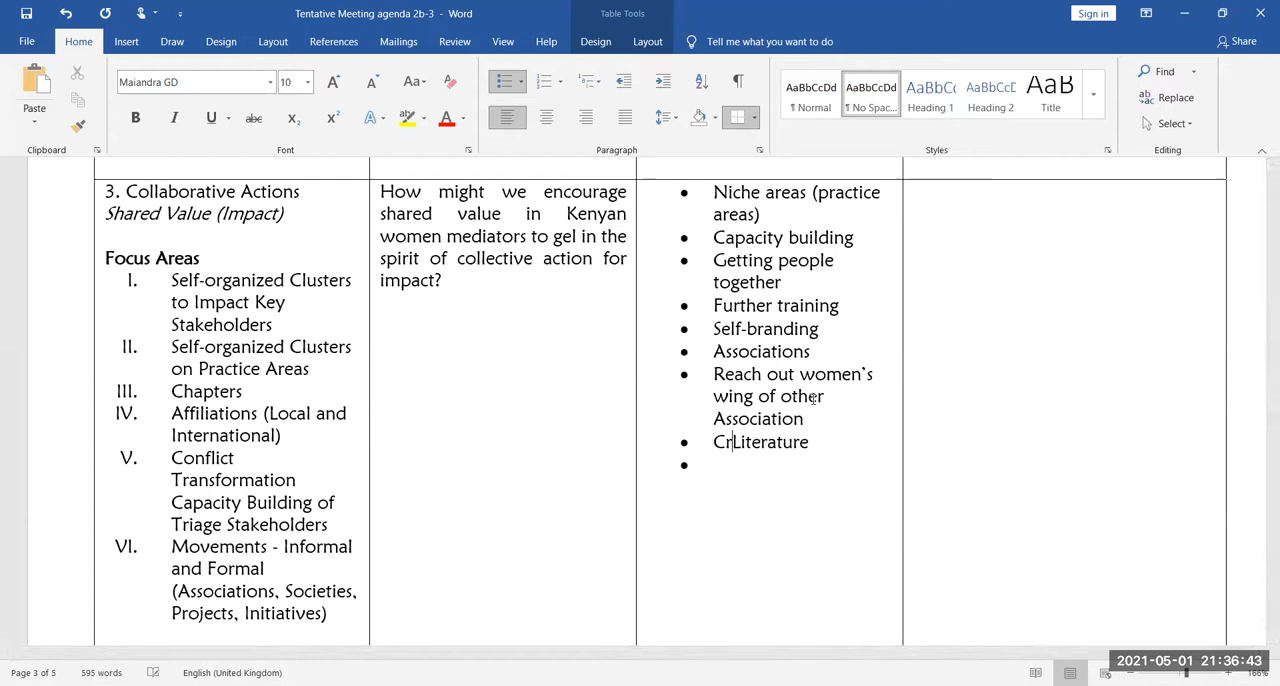 Tentative Meeting agenda 2b-3 - Word
Table Tools
Sign in
File
Home
Insert
Draw
Design
Layout
References
Mailings
Review
View
Help
Design
Layout
Tell me what you want to do
Share
Paste
Clipboard
Maiandra GD
10
Font
Paragraph
AaBbCcDd
¶ Normal
AaBbCcDd
¶ No Spac...
AaBbCc
Heading 1
AaBbCcD
Heading 2
AaB
Title
Styles
Find
Replace
Select
Editing
3. Collaborative Actions
Shared Value (Impact)
Focus Areas
I. Self-organized Clusters
to Impact Key
Stakeholders
II. Self-organized Clusters
on Practice Areas
III. Chapters
IV. Affiliations (Local and
International)
V. Conflict
Transformation
Capacity Building of
Triage Stakeholders
VI. Movements - Informal
and Formal
(Associations, Societies,
Projects, Initiatives)
How might we encourage
shared value in Kenyan
women mediators to gel in the
spirit of collective action for
impact?
• Niche areas (practice
areas)
• Capacity building
• Getting people
together
• Further training
• Self-branding
• Associations
• Reach out women's
wing of other
Association
• CrLiterature
•
Page 3 of 5
595 words
English (United Kingdom)
2021-05-01 21:36:43
166%